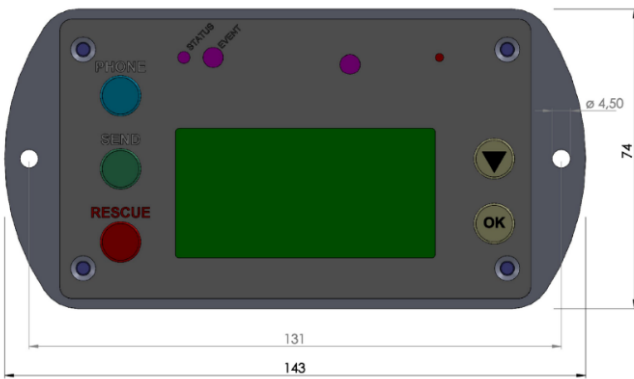 STATUS
EVENT
PHONE
ø 4,50
SEND
74
RESCUE
OK
131
143